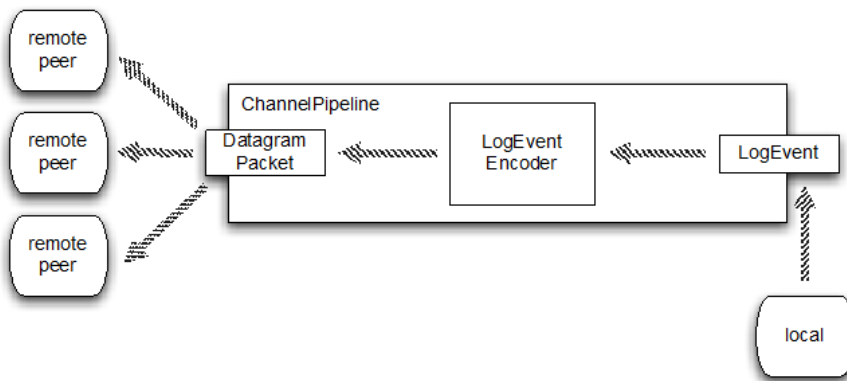 remote
peer
ChannelPipeline
remote
peer
Datagram
Packet
LogEvent
Encoder
LogEvent
remote
peer
local